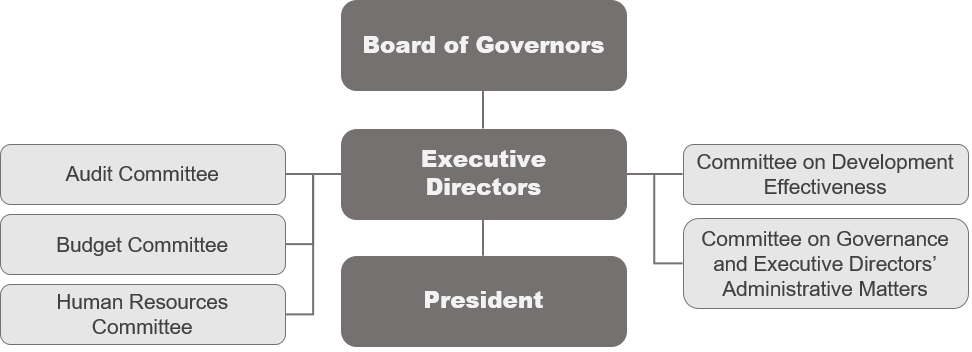 Board of Governors
Executive
Directors
Audit Committee
Budget Committee
Human Resources
Committee
Committee on Development
Effectiveness
Committee on Governance
and Executive Directors’
Administrative Matters
President